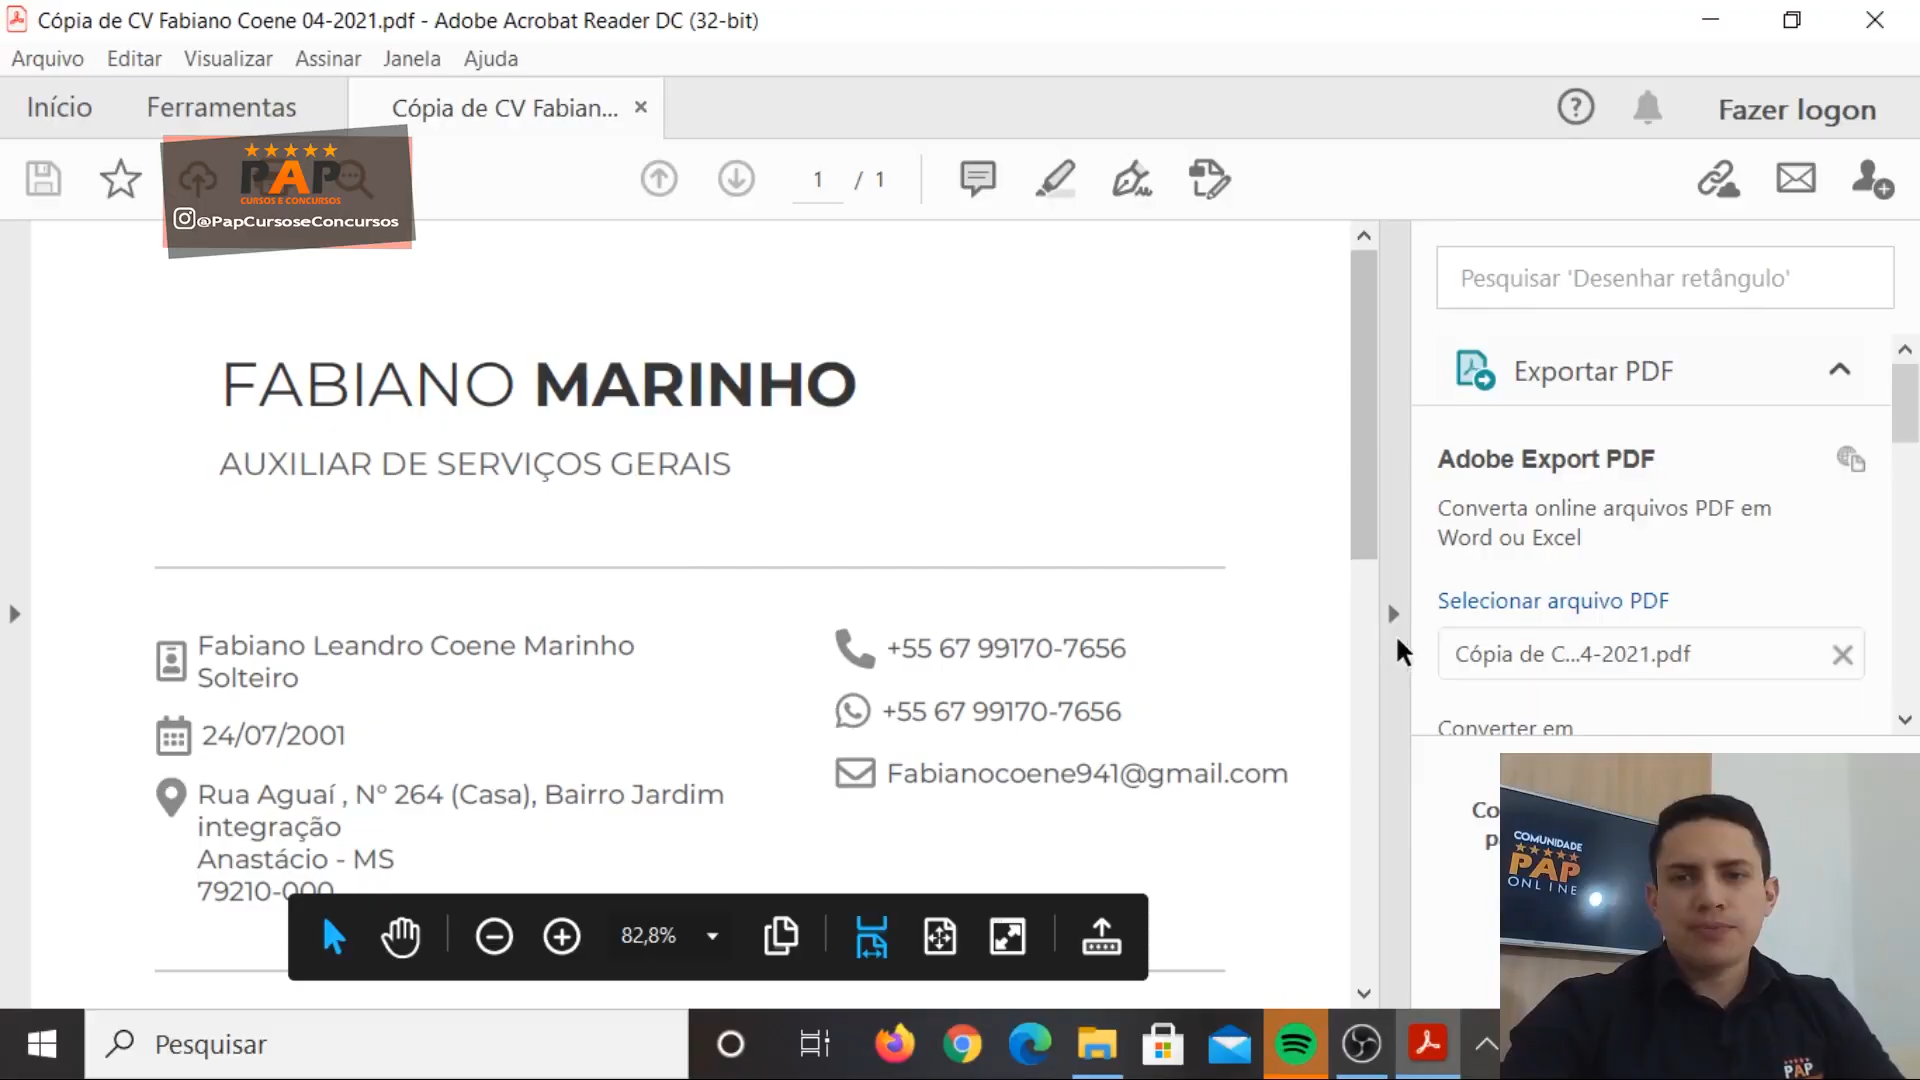 Cópia de CV Fabiano Coene 04-2021.pdf - Adobe Acrobat Reader DC (32-bit)
Arquivo Editar Visualizar Assinar Janela Ajuda
Início Ferramentas Cópia de CV Fabian... Fazer logon
1 / 1
PAP
CURSOS E CONCURSOS
@PapCursoseConcursos
Pesquisar 'Desenhar retângulo'
Exportar PDF
Adobe Export PDF
Converta online arquivos PDF em
Word ou Excel
Selecionar arquivo PDF
Cópia de C...4-2021.pdf
Converter em
FABIANO MARINHO
AUXILIAR DE SERVIÇOS GERAIS
Fabiano Leandro Coene Marinho
Solteiro
24/07/2001
Rua Aguaí , Nº 264 (Casa), Bairro Jardim
integração
Anastácio - MS
79210-000
+55 67 99170-7656
+55 67 99170-7656
Fabianocoene941@gmail.com
82,8%
Co
p
COMUNIDADE
PAP
ONLINE
PAP
Pesquisar